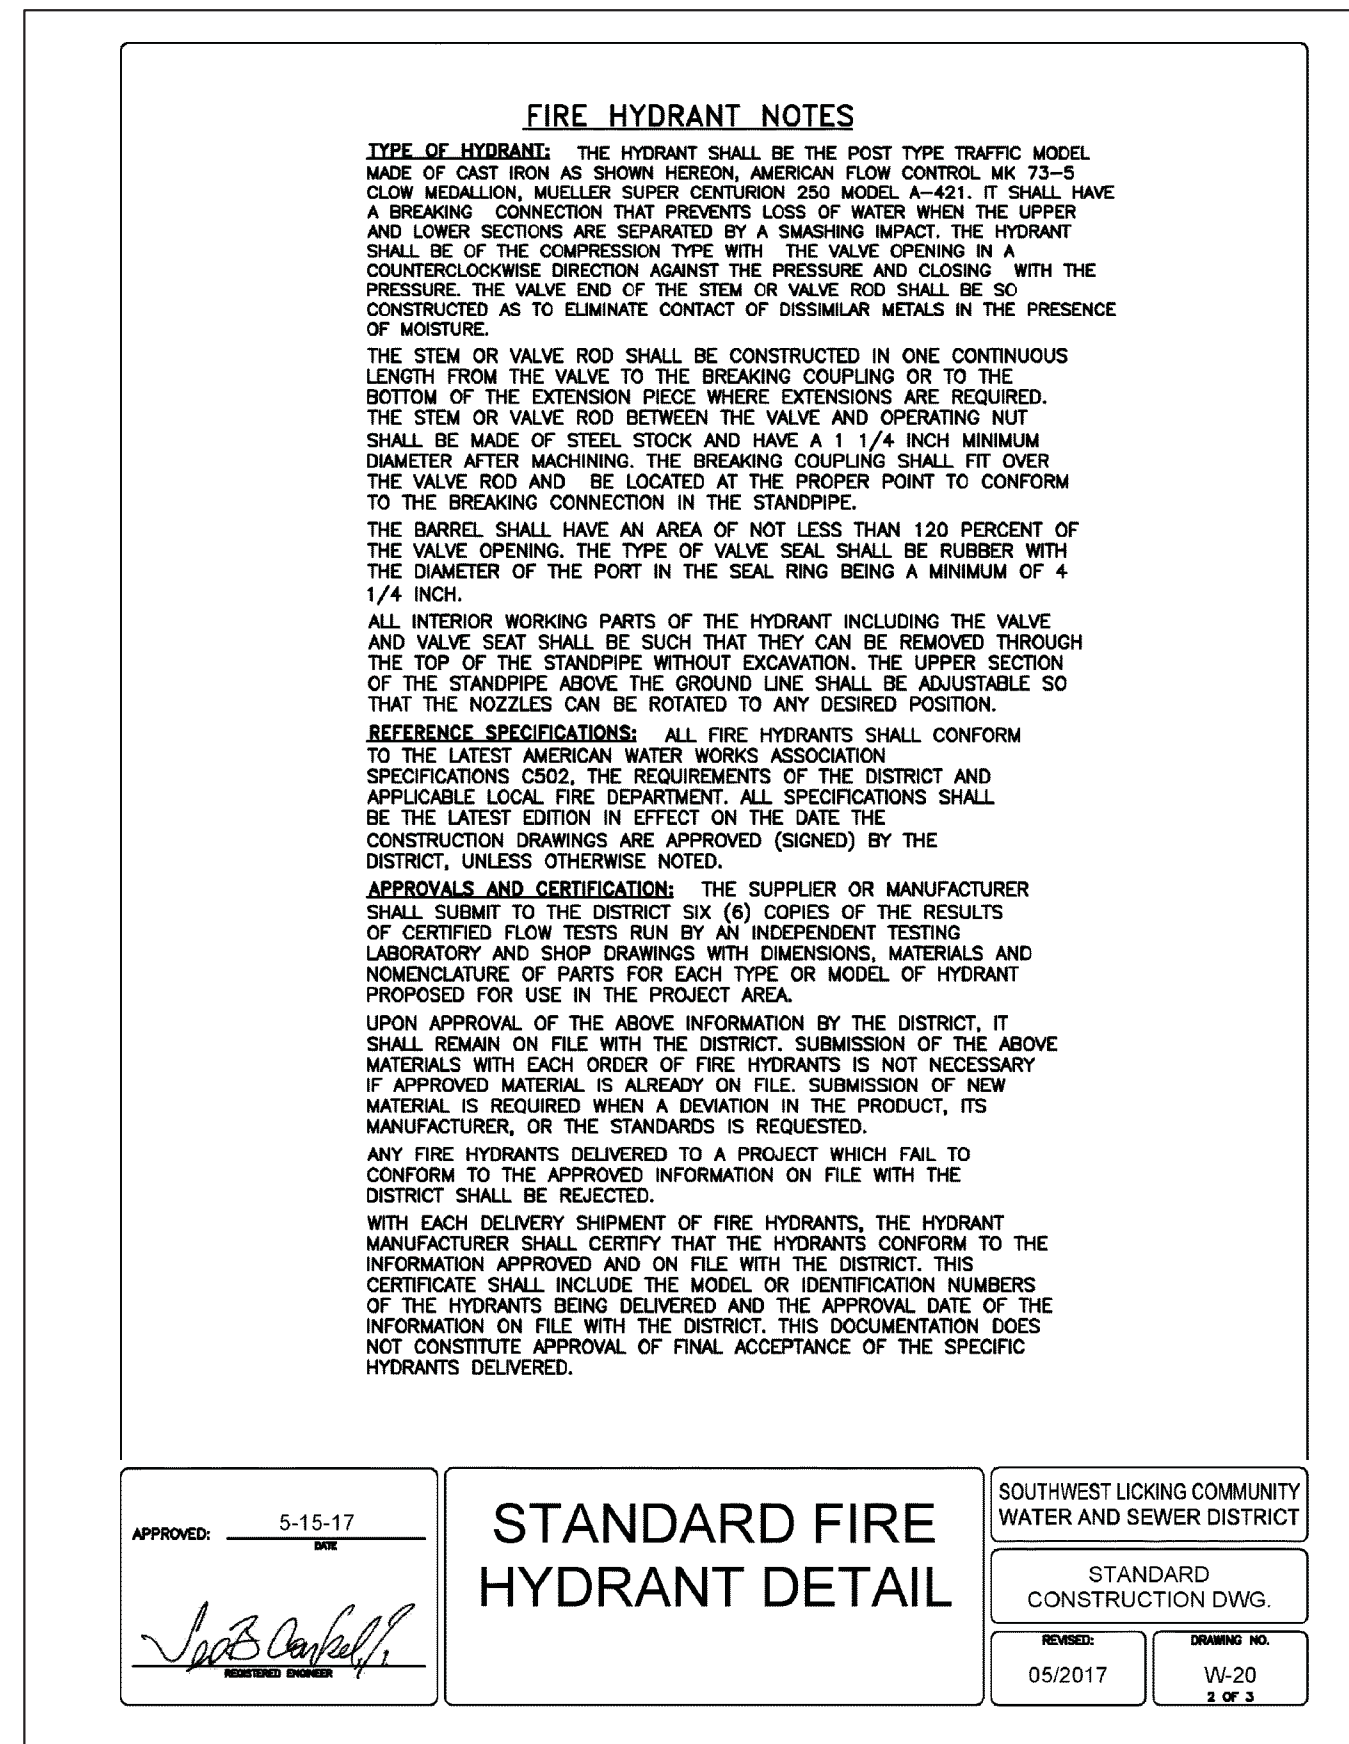 FIRE HYDRANT NOTES
TYPE OF HYDRANT: THE HYDRANT SHALL BE THE POST TYPE TRAFFIC MODEL
MADE OF CAST IRON AS SHOWN HEREON, AMERICAN FLOW CONTROL MK 73-5
CLOW MEDALLION, MUELLER SUPER CENTURION 250 MODEL A-421. IT SHALL HAVE
A BREAKING CONNECTION THAT PREVENTS LOSS OF WATER WHEN THE UPPER
AND LOWER SECTIONS ARE SEPARATED BY A SMASHING IMPACT. THE HYDRANT
SHALL BE OF THE COMPRESSION TYPE WITH THE VALVE OPENING IN A
COUNTERCLOCKWISE DIRECTION AGAINST THE PRESSURE AND CLOSING WITH THE
PRESSURE. THE VALVE END OF THE STEM OR VALVE ROD SHALL BE SO
CONSTRUCTED AS TO ELIMINATE CONTACT OF DISSIMILAR METALS IN THE PRESENCE
OF MOISTURE.
THE STEM OR VALVE ROD SHALL BE CONSTRUCTED IN ONE CONTINUOUS
LENGTH FROM THE VALVE TO THE BREAKING COUPLING OR TO THE
BOTTOM OF THE EXTENSION PIECE WHERE EXTENSIONS ARE REQUIRED.
THE STEM OR VALVE ROD BETWEEN THE VALVE AND OPERATING NUT
SHALL BE MADE OF STEEL STOCK AND HAVE A 1 1/4 INCH MINIMUM
DIAMETER AFTER MACHINING. THE BREAKING COUPLING SHALL FIT OVER
THE VALVE ROD AND BE LOCATED AT THE PROPER POINT TO CONFORM
TO THE BREAKING CONNECTION IN THE STANDPIPE.
THE BARREL SHALL HAVE AN AREA OF NOT LESS THAN 120 PERCENT OF
THE VALVE OPENING. THE TYPE OF VALVE SEAL SHALL BE RUBBER WITH
THE DIAMETER OF THE PORT IN THE SEAL RING BEING A MINIMUM OF 4
1/4 INCH.
ALL INTERIOR WORKING PARTS OF THE HYDRANT INCLUDING THE VALVE
AND VALVE SEAT SHALL BE SUCH THAT THEY CAN BE REMOVED THROUGH
THE TOP OF THE STANDPIPE WITHOUT EXCAVATION. THE UPPER SECTION
OF THE STANDPIPE ABOVE THE GROUND LINE SHALL BE ADJUSTABLE SO
THAT THE NOZZLES CAN BE ROTATED TO ANY DESIRED POSITION.
REFERENCE SPECIFICATIONS: ALL FIRE HYDRANTS SHALL CONFORM
TO THE LATEST AMERICAN WATER WORKS ASSOCIATION
SPECIFICATIONS C502, THE REQUIREMENTS OF THE DISTRICT AND
APPLICABLE LOCAL FIRE DEPARTMENT. ALL SPECIFICATIONS SHALL
BE THE LATEST EDITION IN EFFECT ON THE DATE THE
CONSTRUCTION DRAWINGS ARE APPROVED (SIGNED) BY THE
DISTRICT, UNLESS OTHERWISE NOTED.
APPROVALS AND CERTIFICATION: THE SUPPLIER OR MANUFACTURER
SHALL SUBMIT TO THE DISTRICT SIX (6) COPIES OF THE RESULTS
OF CERTIFIED FLOW TESTS RUN BY AN INDEPENDENT TESTING
LABORATORY AND SHOP DRAWINGS WITH DIMENSIONS, MATERIALS AND
NOMENCLATURE OF PARTS FOR EACH TYPE OR MODEL OF HYDRANT
PROPOSED FOR USE IN THE PROJECT AREA.
UPON APPROVAL OF THE ABOVE INFORMATION BY THE DISTRICT, IT
SHALL REMAIN ON FILE WITH THE DISTRICT. SUBMISSION OF THE ABOVE
MATERIALS WITH EACH ORDER OF FIRE HYDRANTS IS NOT NECESSARY
IF APPROVED MATERIAL IS ALREADY ON FILE. SUBMISSION OF NEW
MATERIAL IS REQUIRED WHEN A DEVIATION IN THE PRODUCT, ITS
MANUFACTURER, OR THE STANDARDS IS REQUESTED.
ANY FIRE HYDRANTS DELIVERED TO A PROJECT WHICH FAIL TO
CONFORM TO THE APPROVED INFORMATION ON FILE WITH THE
DISTRICT SHALL BE REJECTED.
WITH EACH DELIVERY SHIPMENT OF FIRE HYDRANTS, THE HYDRANT
MANUFACTURER SHALL CERTIFY THAT THE HYDRANTS CONFORM TO THE
INFORMATION APPROVED AND ON FILE WITH THE DISTRICT. THIS
CERTIFICATE SHALL INCLUDE THE MODEL OR IDENTIFICATION NUMBERS
OF THE HYDRANTS BEING DELIVERED AND THE APPROVAL DATE OF THE
INFORMATION ON FILE WITH THE DISTRICT. THIS DOCUMENTATION DOES
NOT CONSTITUTE APPROVAL OF FINAL ACCEPTANCE OF THE SPECIFIC
HYDRANTS DELIVERED.
APPROVED: 5-15-17
DATE
REGISTERED ENGINEER
STANDARD FIRE
HYDRANT DETAIL
SOUTHWEST LICKING COMMUNITY
WATER AND SEWER DISTRICT
STANDARD
CONSTRUCTION DWG.
REVISED:
05/2017
DRAWING NO.
W-20
2 OF 3